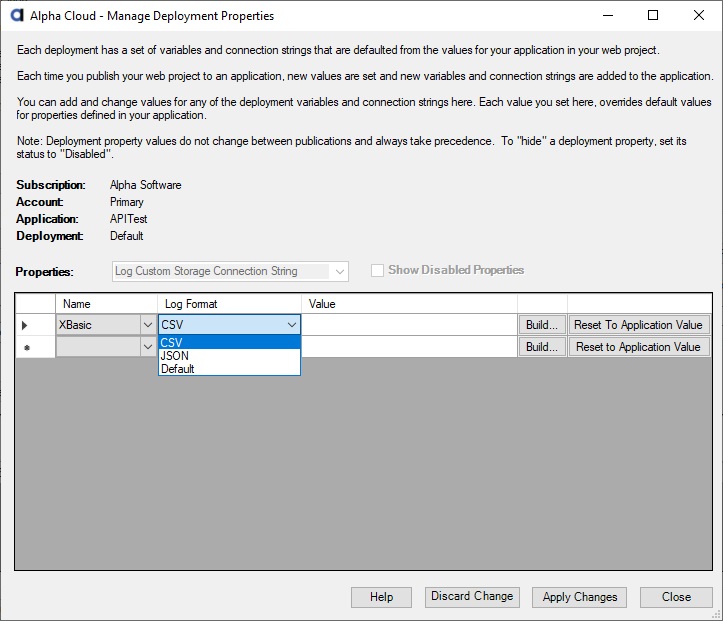 Alpha Cloud - Manage Deployment Properties
Each deployment has a set of variables and connection strings that are defaulted from the values for your application in your web project.
Each time you publish your web project to an application, new values are set and new variables and connection strings are added to the application.
You can add and change values for any of the deployment variables and connection strings here. Each value you set here, overrides default values
for properties defined in your application.
Note: Deployment property values do not change between publications and always take precedence. To "hide" a deployment property, set its
status to "Disabled".
Subscription: Alpha Software
Account: Primary
Application: APITest
Deployment: Default
Properties: Log Custom Storage Connection String Show Disabled Properties
Name Log Format Value
XBasic CSV Build... Reset To Application Value
CSV Build... Reset to Application Value
JSON
Default
Help Discard Change Apply Changes Close